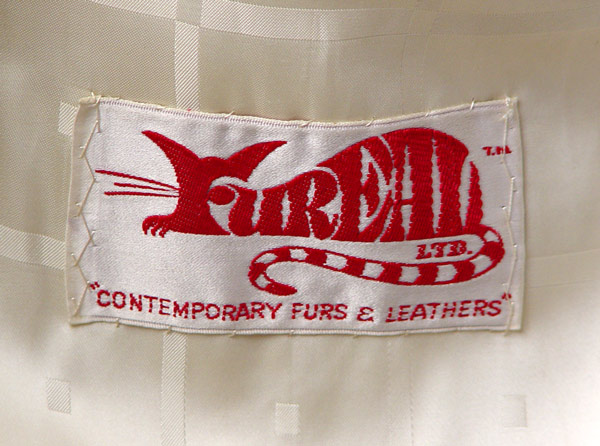 FUREAL T.M.
LTD.
"CONTEMPORARY FURS & LEATHERS"